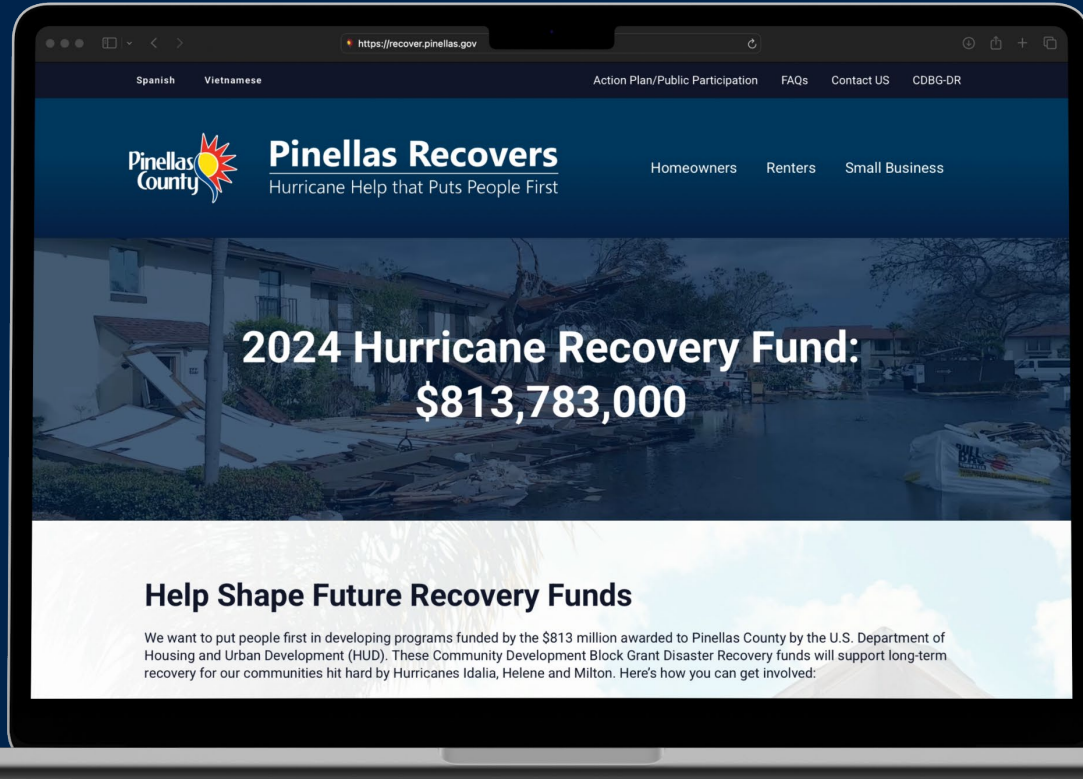 https://recover.pinellas.gov
Spanish Vietnamese Action Plan/Public Participation FAQs Contact US CDBG-DR
Pinellas County
Pinellas Recovers
Hurricane Help that Puts People First
Homeowners Renters Small Business
2024 Hurricane Recovery Fund:
$813,783,000
Help Shape Future Recovery Funds
We want to put people first in developing programs funded by the $813 million awarded to Pinellas County by the U.S. Department of
Housing and Urban Development (HUD). These Community Development Block Grant Disaster Recovery funds will support long-term
recovery for our communities hit hard by Hurricanes Idalia, Helene and Milton. Here's how you can get involved: